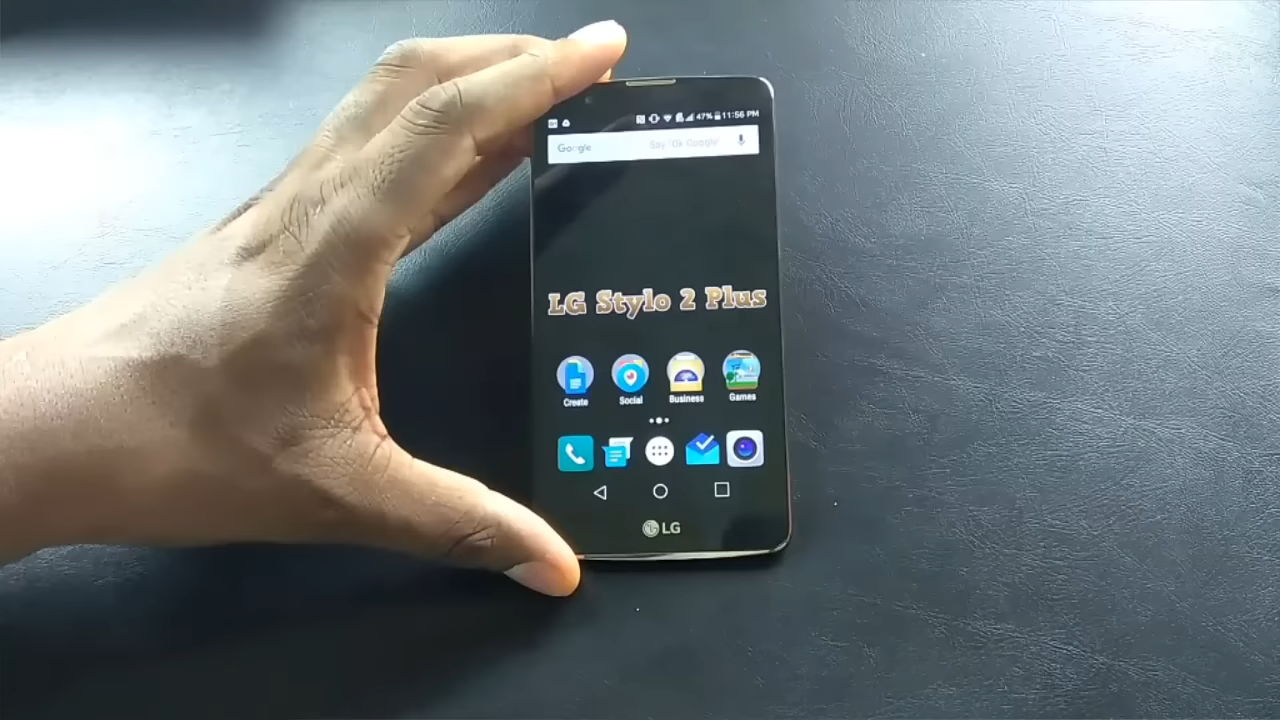 47% 11:56 PM
Google Say "Ok Google"
LG Stylo 2 Plus
Create Social Business Games
LG